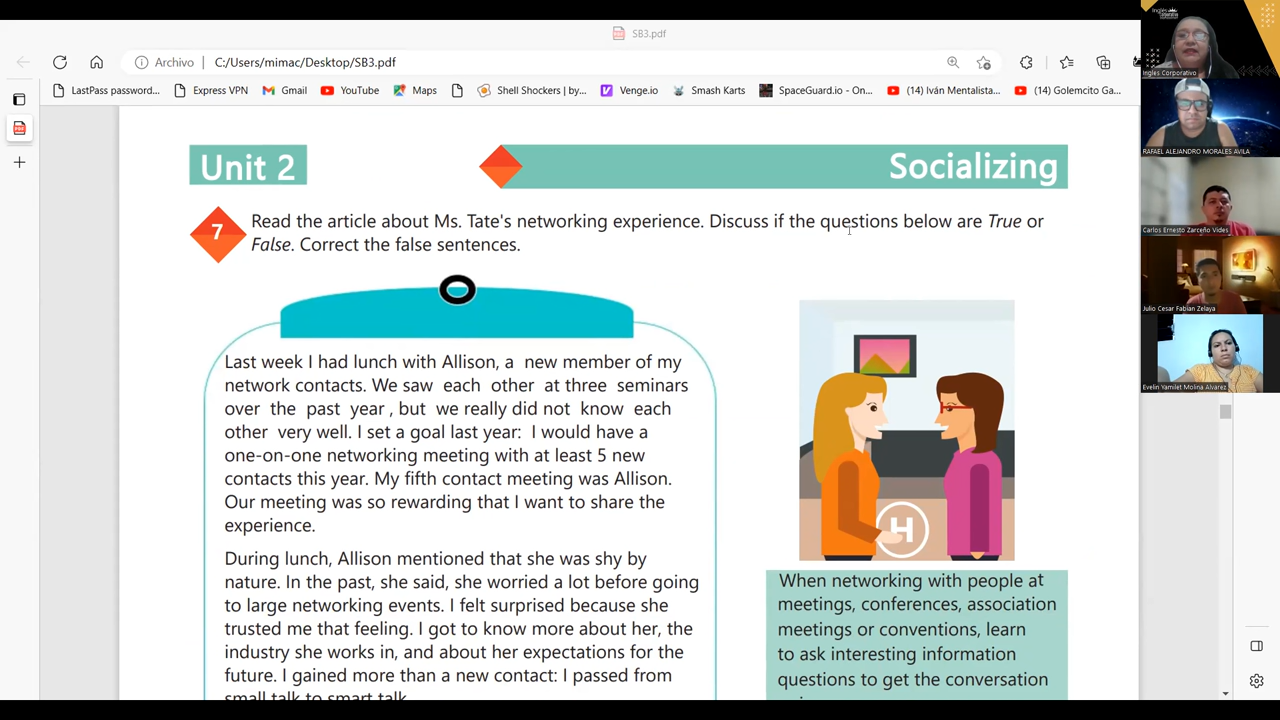 SB3.pdf
Archivo
C:/Users/mimac/Desktop/SB3.pdf
LastPass password...
Express VPN
Gmail
YouTube
Maps
Shell Shockers | by...
Venge.io
Smash Karts
SpaceGuard.io - On...
(14) Iván Mentalista...
(14) Golemcito Ga...
Unit 2
Socializing
7
Read the article about Ms. Tate's networking experience. Discuss if the questions below are True or
False. Correct the false sentences.
Last week I had lunch with Allison, a new member of my
network contacts. We saw each other at three seminars
over the past year , but we really did not know each
other very well. I set a goal last year: I would have a
one-on-one networking meeting with at least 5 new
contacts this year. My fifth contact meeting was Allison.
Our meeting was so rewarding that I want to share the
experience.
During lunch, Allison mentioned that she was shy by
nature. In the past, she said, she worried a lot before going
to large networking events. I felt surprised because she
trusted me that feeling. I got to know more about her, the
industry she works in, and about her expectations for the
future. I gained more than a new contact: I passed from
small talk to smart talk.
H
When networking with people at
meetings, conferences, association
meetings or conventions, learn
to ask interesting information
questions to get the conversation
Inglés Corporativo
RAFAEL ALEJANDRO MORALES AVILA
Carlos Ernesto Zarceño Vides
Julio Cesar Fabian Zelaya
Evelin Yamilet Molina Alvarez